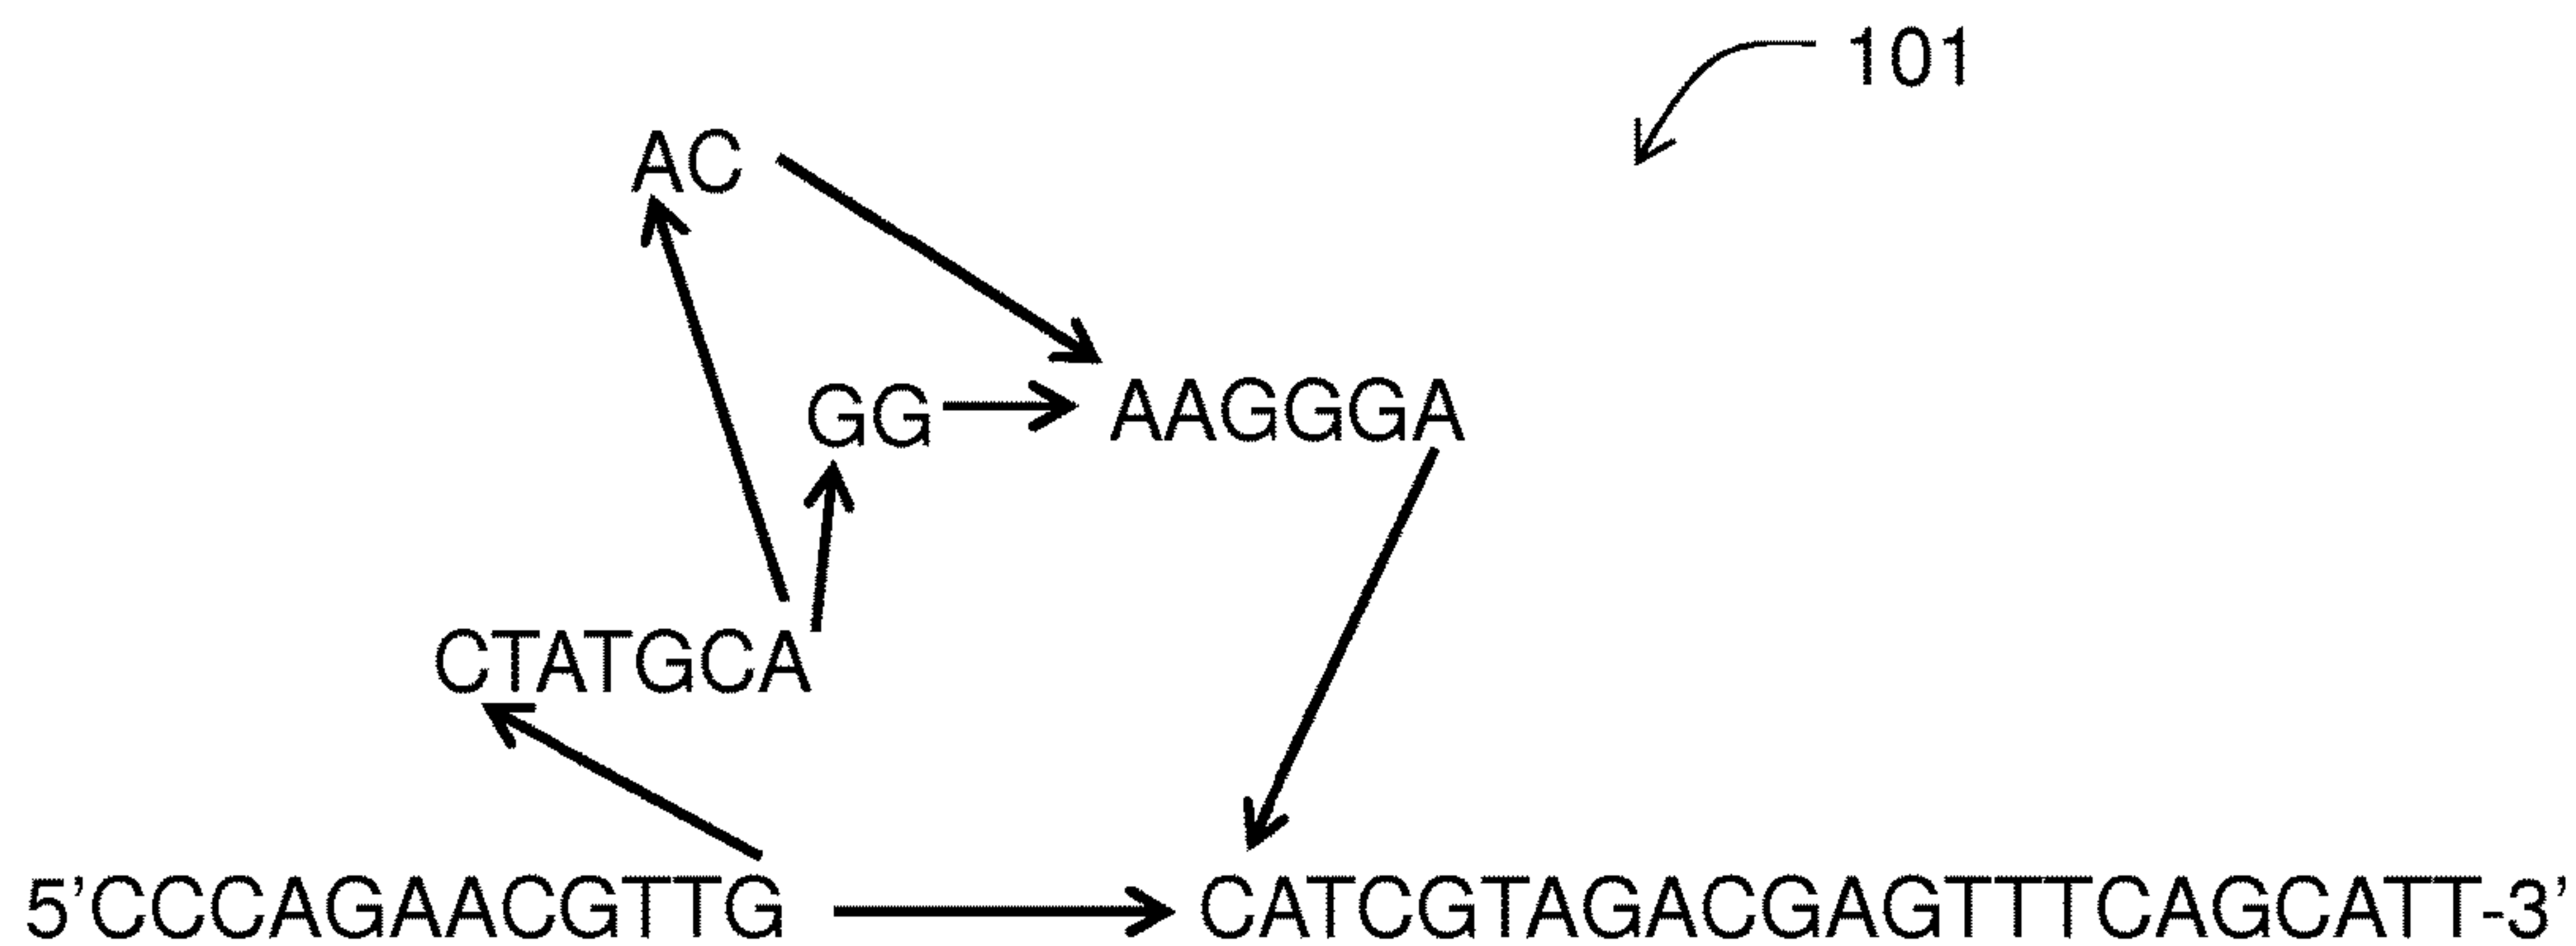 101
AC
GG AAGGGA
CTATGCA
5’CCCAGAACGTTG CATCGTAGACGAGTTTCAGCATT-3’